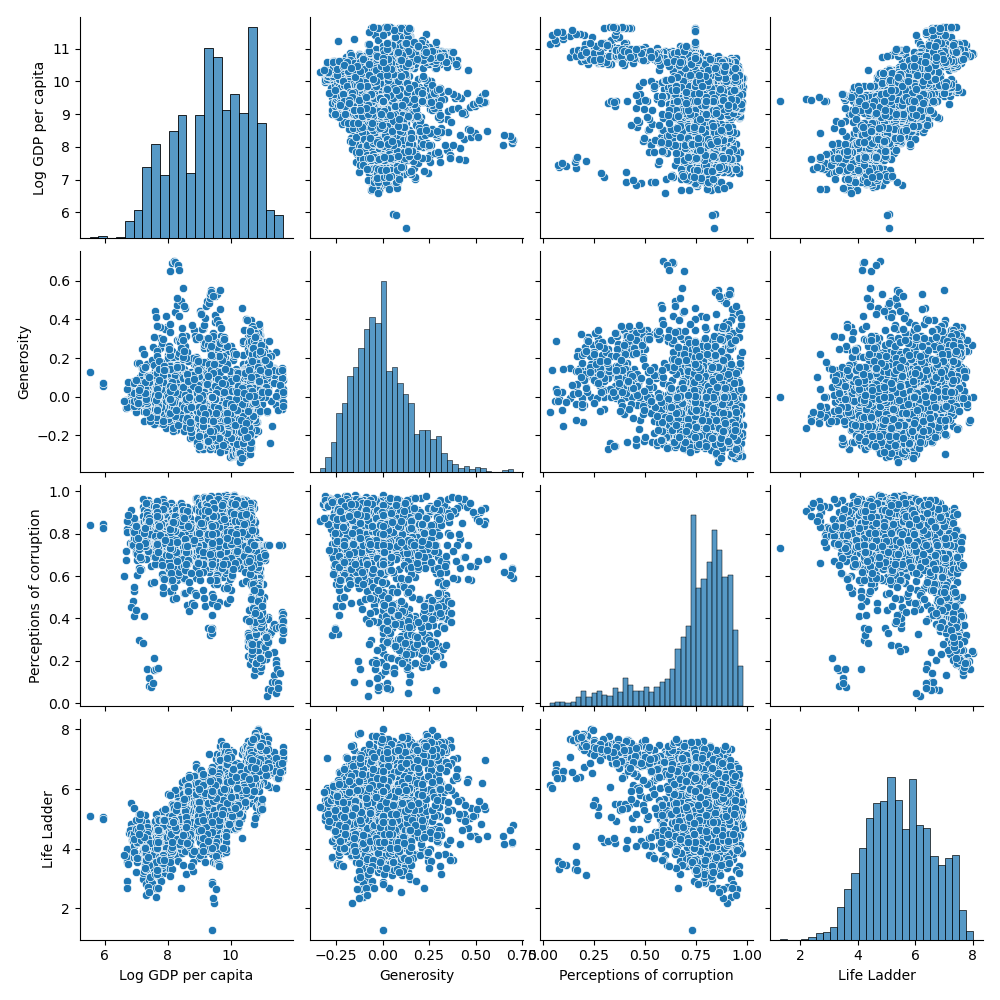 Log GDP per capita
11
10
9
8
7
6
Generosity
0.6
0.4
0.2
0.0
−0.2
Perceptions of corruption
1.0
0.8
0.6
0.4
0.2
0.0
Life Ladder
8
6
4
2
6 8 10
−0.25 0.00 0.25 0.50 0.75
0.00 0.25 0.50 0.75 1.00
2 4 6 8
Log GDP per capita
Generosity
Perceptions of corruption
Life Ladder